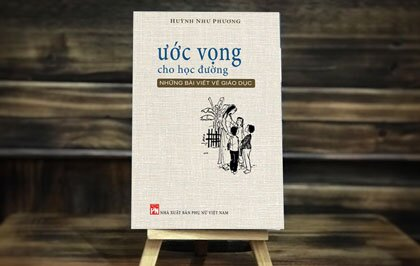 HUỲNH NHƯ PHƯƠNG
ước vọng
cho học đường
NHỮNG BÀI VIẾT VỀ GIÁO DỤC
NHÀ XUẤT BẢN PHỤ NỮ VIỆT NAM